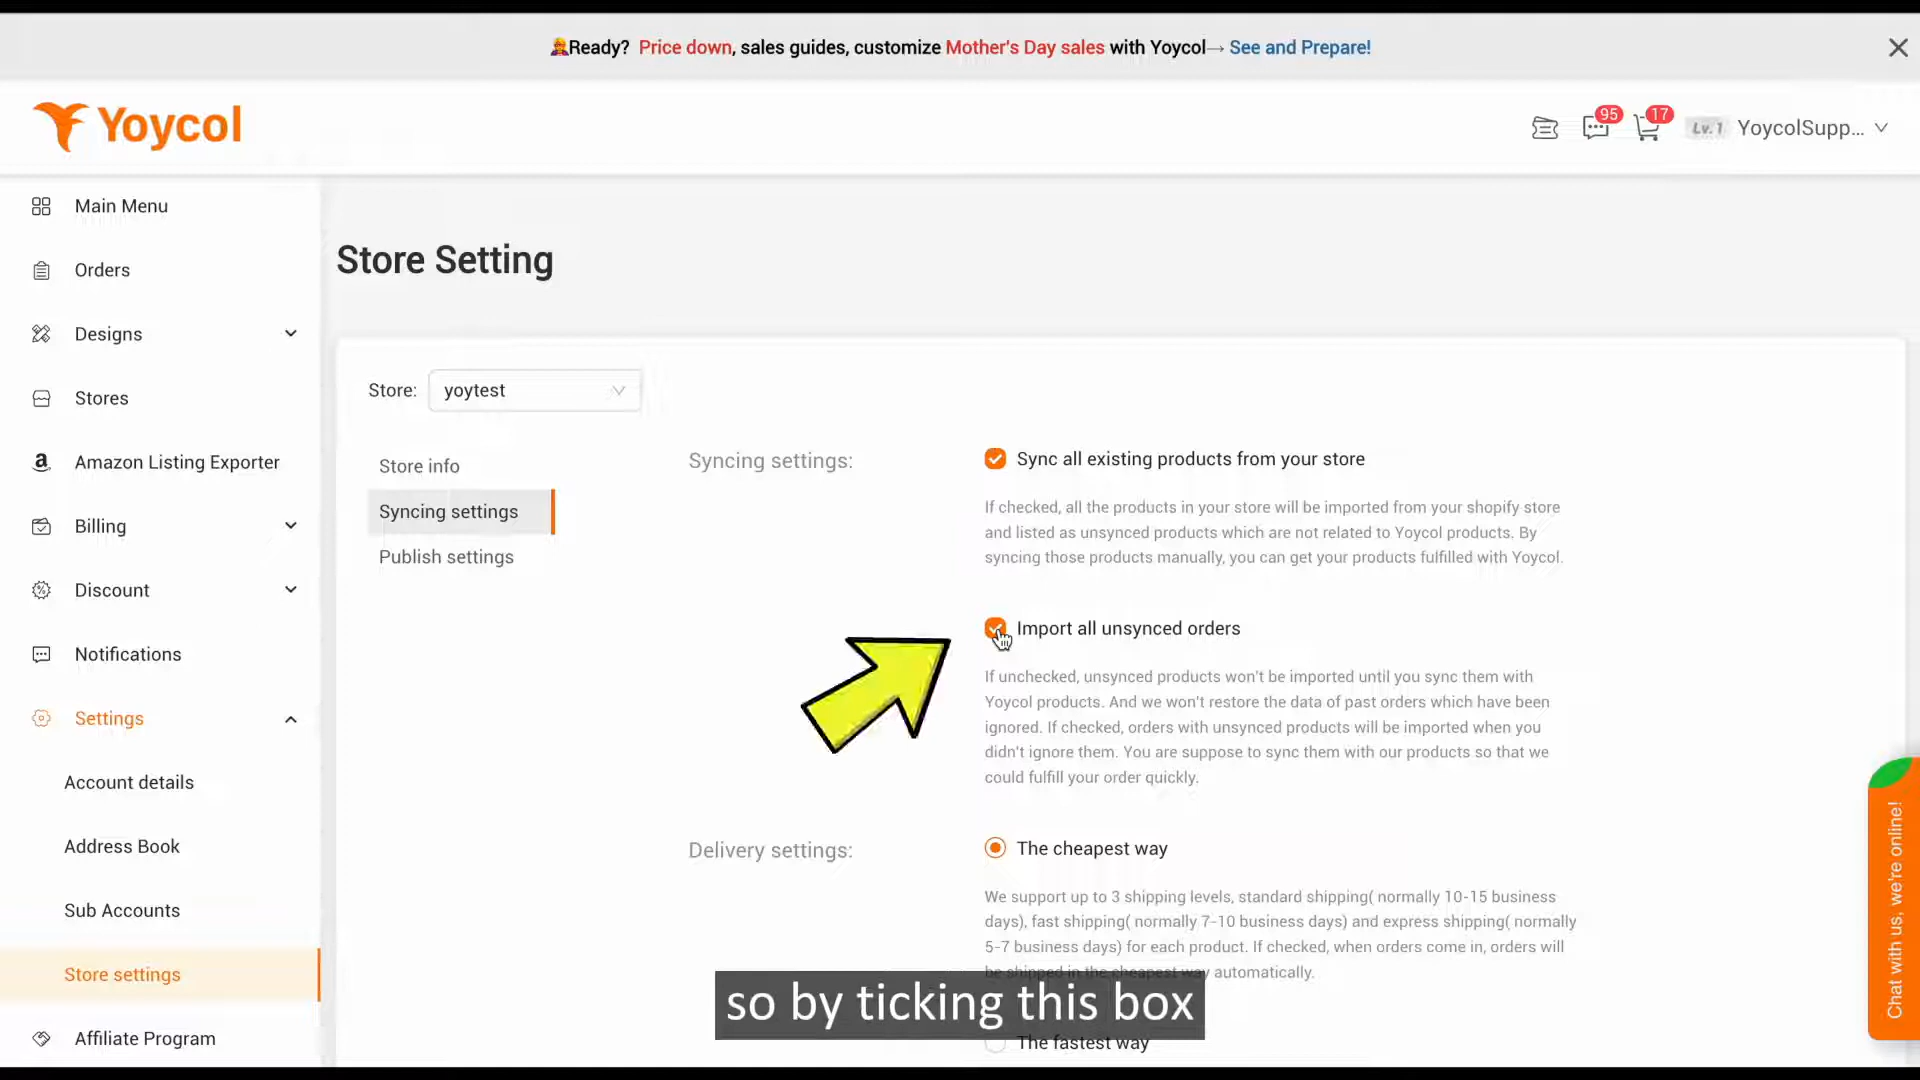 Ready? Price down, sales guides, customize Mother's Day sales with Yoycol→ See and Prepare!
Yoycol
95
17
Lv.1
YoycolSupp...
Main Menu
Orders
Designs
Stores
Amazon Listing Exporter
Billing
Discount
Notifications
Settings
Account details
Address Book
Sub Accounts
Store settings
Affiliate Program
Store Setting
Store: yoytest
Store info
Syncing settings
Publish settings
Syncing settings:
Sync all existing products from your store
If checked, all the products in your store will be imported from your shopify store
and listed as unsynced products which are not related to Yoycol products. By
syncing those products manually, you can get your products fulfilled with Yoycol.
Import all unsynced orders
If unchecked, unsynced products won't be imported until you sync them with
Yoycol products. And we won't restore the data of past orders which have been
ignored. If checked, orders with unsynced products will be imported when you
didn't ignore them. You are suppose to sync them with our products so that we
could fulfill your order quickly.
Delivery settings:
The cheapest way
We support up to 3 shipping levels, standard shipping( normally 10-15 business
days), fast shipping( normally 7-10 business days) and express shipping( normally
5-7 business days) for each product. If checked, when orders come in, orders will
be shipped in the cheapest way automatically.
The fastest way
so by ticking this box
Chat with us, we're online!